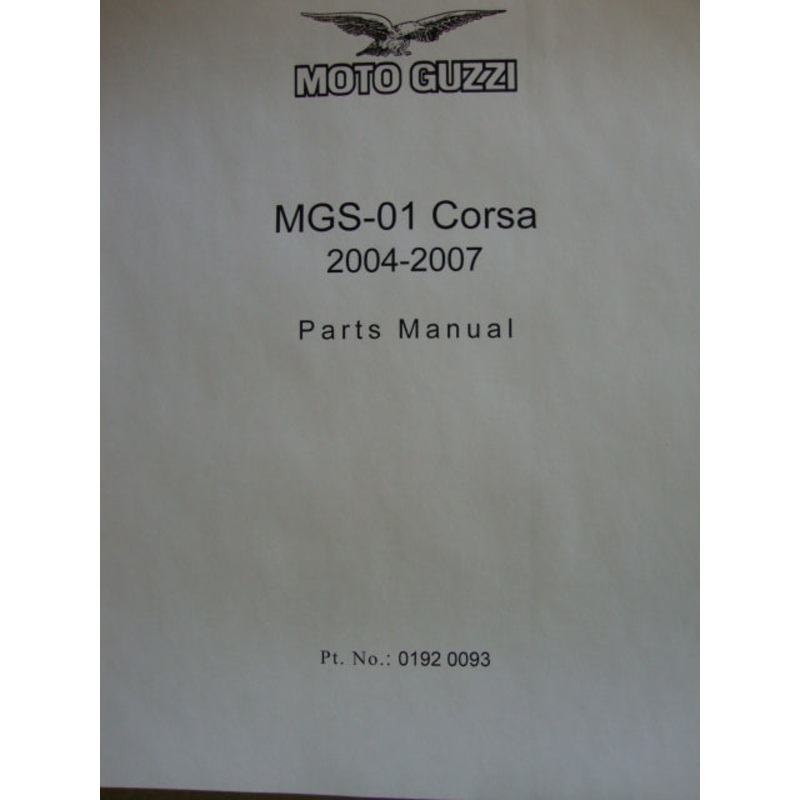 MOTO GUZZI
MGS-01 Corsa
2004-2007
Parts Manual
Pt. No.: 0192 0093